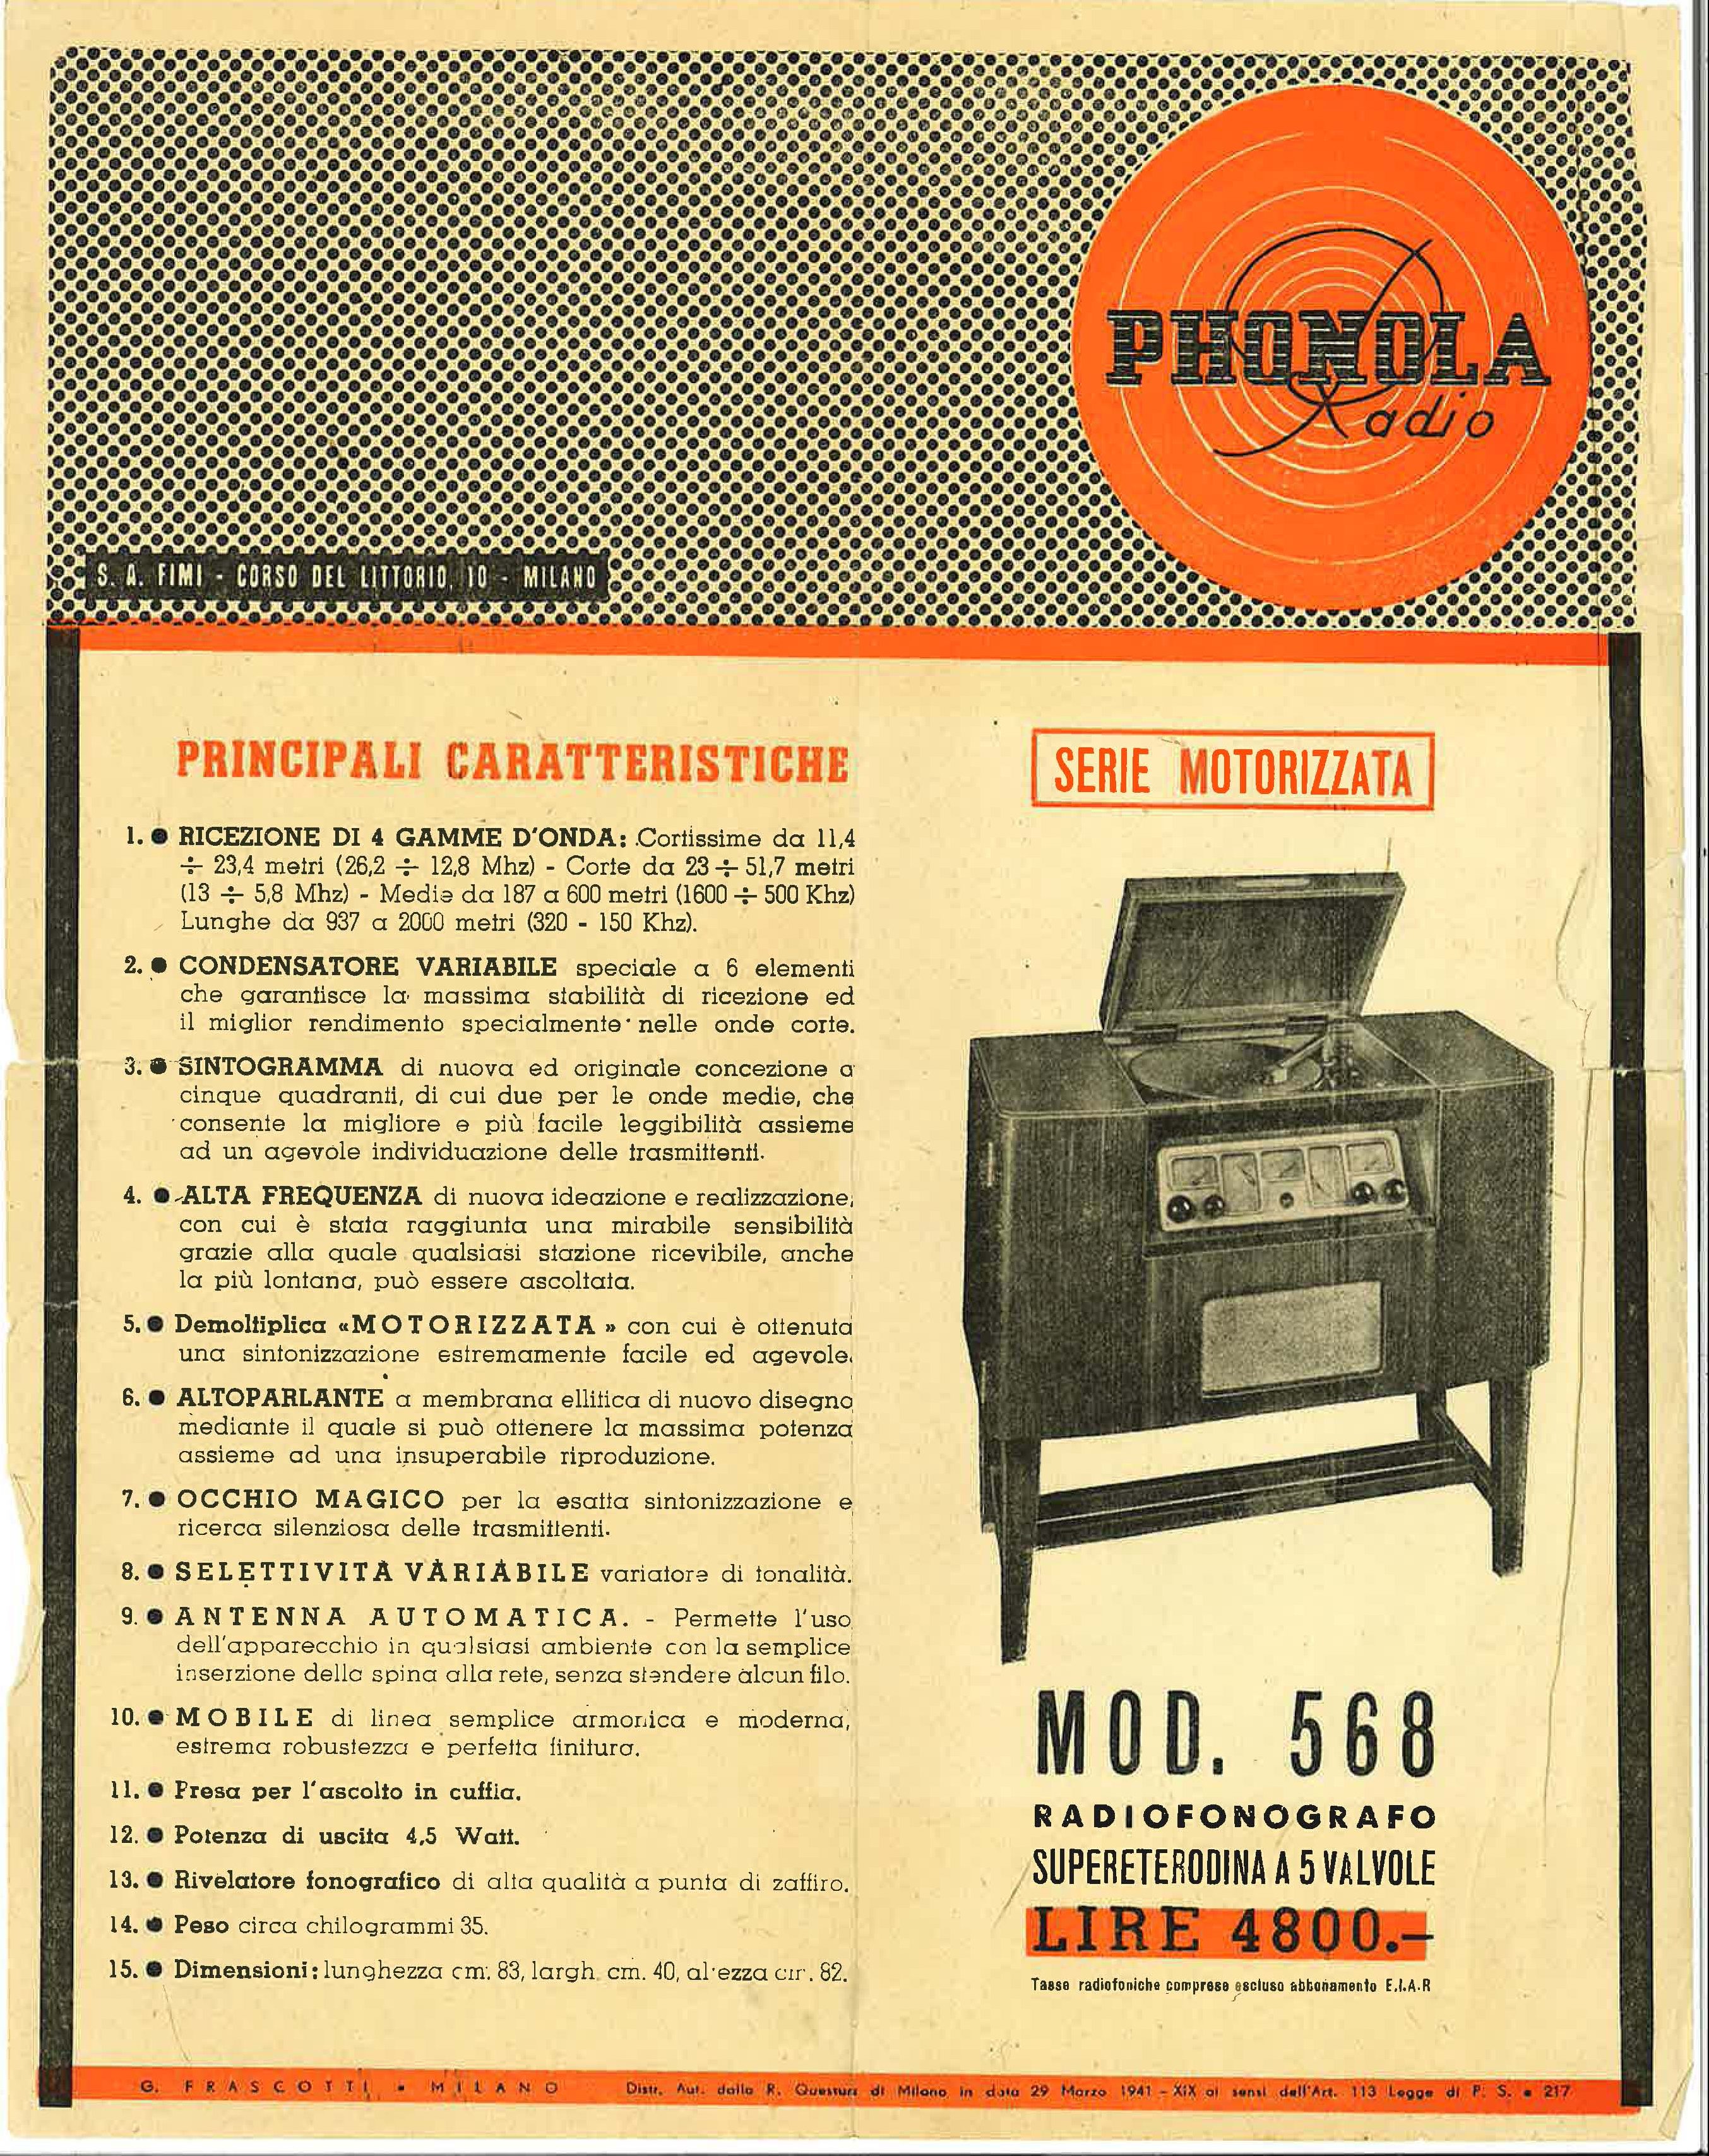 PHONOLA
Radio
S. A. FIMI - CORSO DEL LITTORIO, 10 - MILANO
PRINCIPALI CARATTERISTICHE
1. ● RICEZIONE DI 4 GAMME D'ONDA: Cortissime da 11,4
÷ 23,4 metri (26,2 ÷ 12,8 Mhz) - Corte da 23 ÷ 51,7 metri
(13 ÷ 5,8 Mhz) - Medie da 187 a 600 metri (1600 ÷ 500 Khz)
Lunghe da 937 a 2000 metri (320 - 150 Khz).
2. ● CONDENSATORE VARIABILE speciale a 6 elementi
che garantisce la massima stabilità di ricezione ed
il miglior rendimento specialmente nelle onde corte.
3. ● SINTOGRAMMA di nuova ed originale concezione a
cinque quadranti, di cui due per le onde medie, che
consente la migliore e più facile leggibilità assieme
ad un agevole individuazione delle trasmittenti.
4. ● ALTA FREQUENZA di nuova ideazione e realizzazione,
con cui è stata raggiunta una mirabile sensibilità
grazie alla quale qualsiasi stazione ricevibile, anche
la più lontana, può essere ascoltata.
5. ● Demoltiplica «MOTORIZZATA» con cui è ottenuta
una sintonizzazione estremamente facile ed agevole.
6. ● ALTOPARLANTE a membrana ellitica di nuovo disegno
mediante il quale si può ottenere la massima potenza
assieme ad una insuperabile riproduzione.
7. ● OCCHIO MAGICO per la esatta sintonizzazione e
ricerca silenziosa delle trasmittenti.
8. ● SELETTIVITÀ VARIABILE variatore di tonalità.
9. ● ANTENNA AUTOMATICA. - Permette l'uso
dell'apparecchio in qualsiasi ambiente con la semplice
inserzione della spina alla rete, senza stendere alcun filo.
10. ● MOBILE di linea semplice armonica e moderna,
estrema robustezza e perfetta finitura.
11. ● Presa per l'ascolto in cuffia.
12. ● Potenza di uscita 4,5 Watt.
13. ● Rivelatore fonografico di alta qualità a punta di zaffiro.
14. ● Peso circa chilogrammi 35.
15. ● Dimensioni: lunghezza cm. 83, largh. cm. 40, altezza cm. 82.
SERIE MOTORIZZATA
MOD. 568
RADIOFONOGRAFO
SUPERETERODINA A 5 VALVOLE
LIRE 4800.-
Tasse radiofoniche comprese escluso abbonamento E.I.A.R
G. FRASCOTTI • MILANO Distr. Aut. dalla R. Questura di Milano in data 29 Marzo 1941 - XIX ai sensi dell'Art. 113 Legge di P. S. • 217